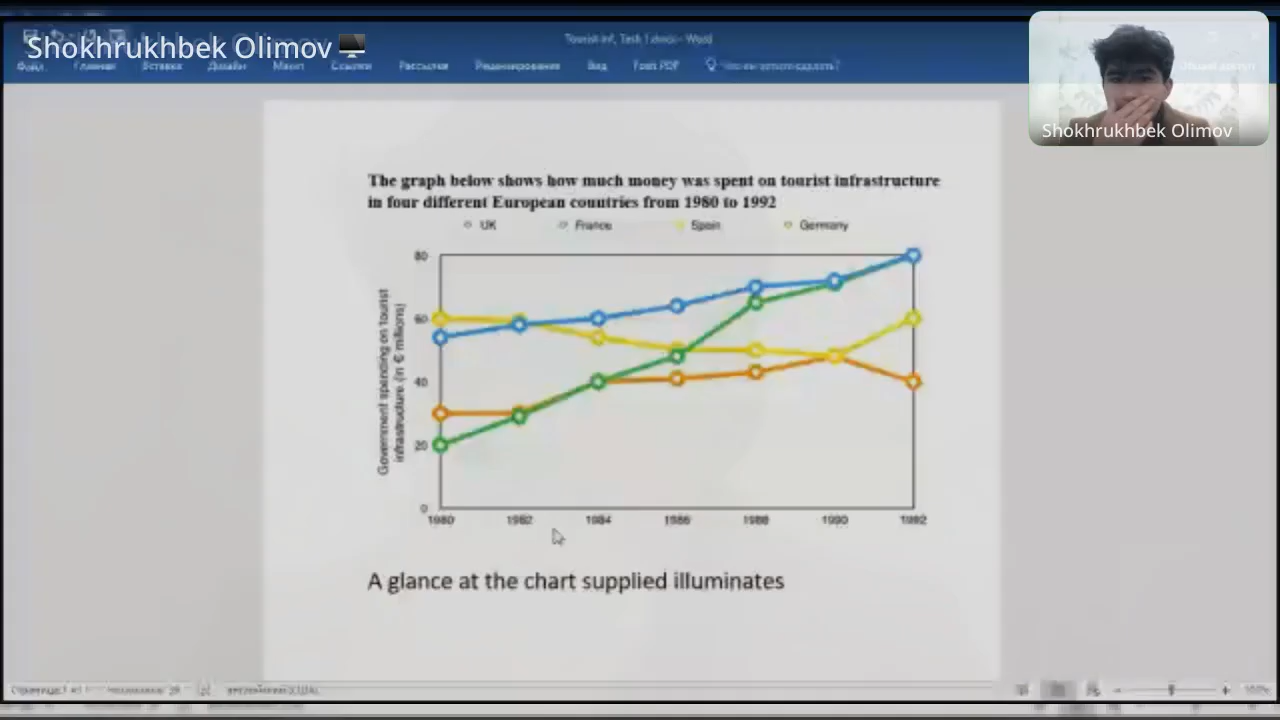 Shokhrukhbek Olimov
Tourist inf, Task 1.docx - Word
Файл Главная Вставка Дизайн Макет Ссылки Рассылки Рецензирование Вид Foxit PDF Что вы хотите сделать?
Shokhrukhbek Olimov
The graph below shows how much money was spent on tourist infrastructure
in four different European countries from 1980 to 1992
UK France Spain Germany
Government spending on tourist
infrastructure (in € millions)
80
60
40
20
0
1980 1982 1984 1986 1988 1990 1992
A glance at the chart supplied illuminates